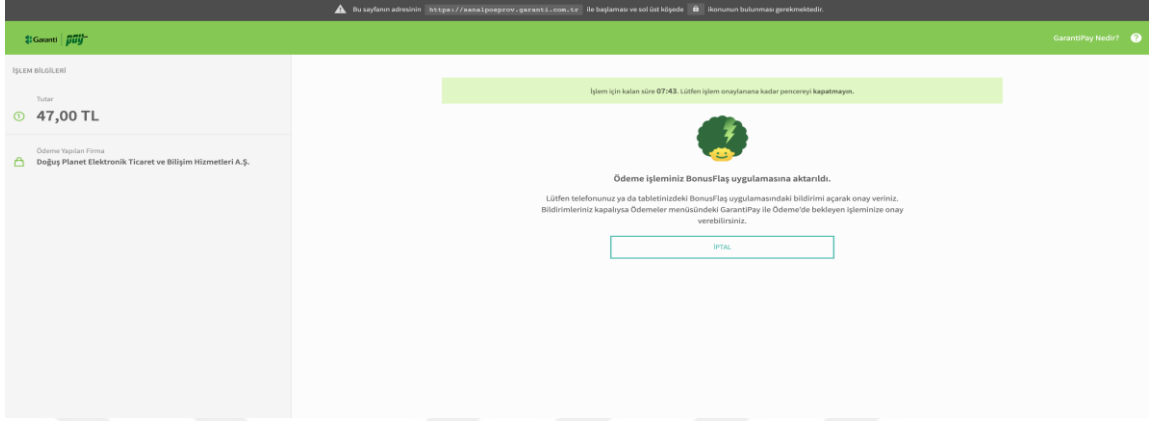 Bu sayfanın adresinin https://sanalposprov.garanti.com.tr ile başlaması ve sol üst köşede ikonunun bulunması gerekmektedir.
Garanti pay
GarantiPay Nedir? ?
İŞLEM BİLGİLERİ
Tutar
47,00 TL
Ödeme Yapılan Firma
Doğuş Planet Elektronik Ticaret ve Bilişim Hizmetleri A.Ş.
İşlem için kalan süre 07:43. Lütfen işlem onaylanana kadar pencereyi kapatmayın.
Ödeme işleminiz BonusFlaş uygulamasına aktarıldı.
Lütfen telefonunuz ya da tabletinizdeki BonusFlaş uygulamasındaki bildirimi açarak onay veriniz.
Bildirimleriniz kapalıysa Ödemeler menüsündeki GarantiPay ile Ödeme'de bekleyen işleminize onay
verebilirsiniz.
İPTAL